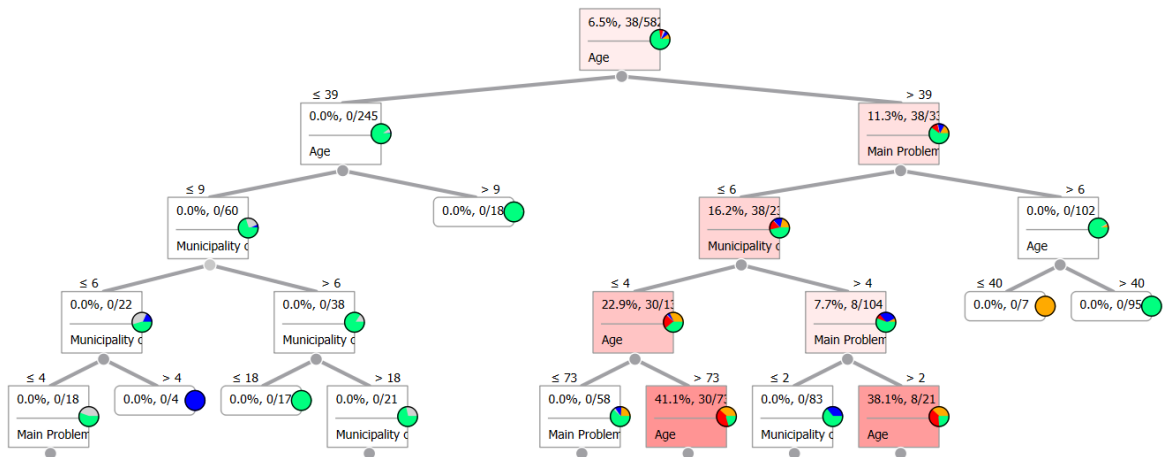 6.5%, 38/582
Age
≤ 39
> 39
0.0%, 0/245
Age
11.3%, 38/33
Main Problem
≤ 9
> 9
≤ 6
> 6
0.0%, 0/60
Municipality o
0.0%, 0/18
16.2%, 38/23
Municipality o
0.0%, 0/102
Age
≤ 6
> 6
≤ 4
> 4
≤ 40
> 40
0.0%, 0/22
Municipality o
0.0%, 0/38
Municipality o
22.9%, 30/13
Age
7.7%, 8/104
Main Problem
0.0%, 0/7
0.0%, 0/95
≤ 4
> 4
≤ 18
> 18
≤ 73
> 73
≤ 2
> 2
0.0%, 0/18
Main Problem
0.0%, 0/4
0.0%, 0/17
0.0%, 0/21
Municipality o
0.0%, 0/58
Main Problem
41.1%, 30/73
Age
0.0%, 0/83
Municipality o
38.1%, 8/21
Age